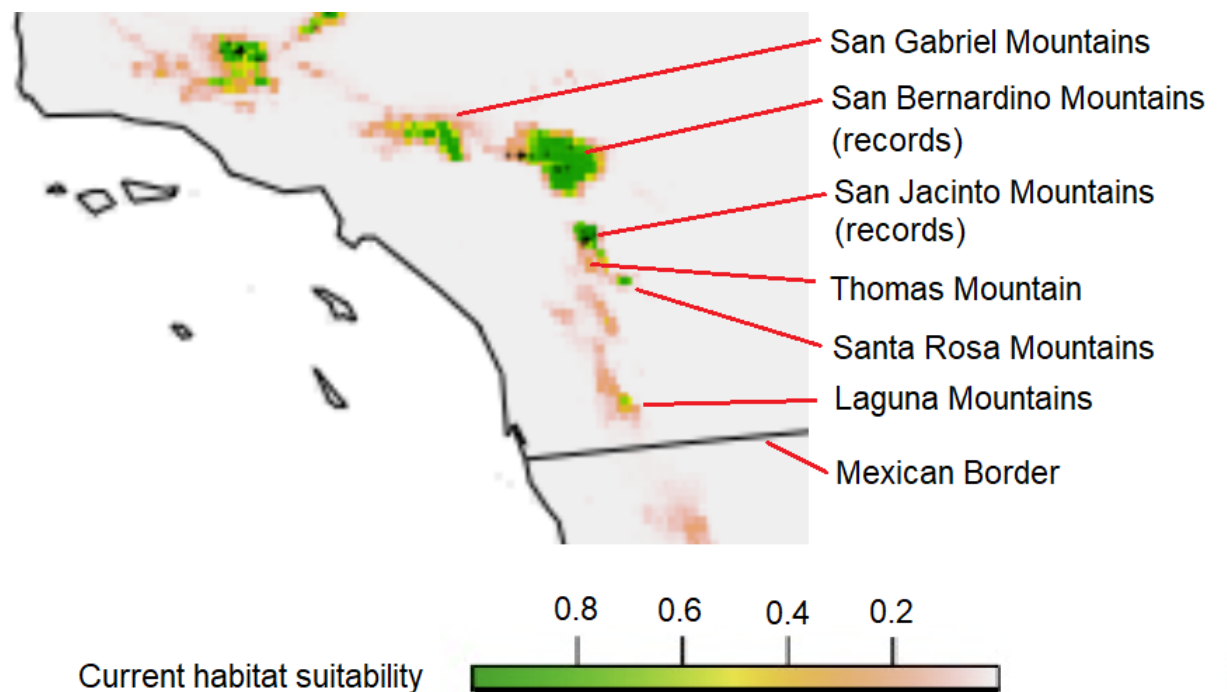 San Gabriel Mountains
San Bernardino Mountains
(records)
San Jacinto Mountains
(records)
Thomas Mountain
Santa Rosa Mountains
Laguna Mountains
Mexican Border
0.8 0.6 0.4 0.2
Current habitat suitability